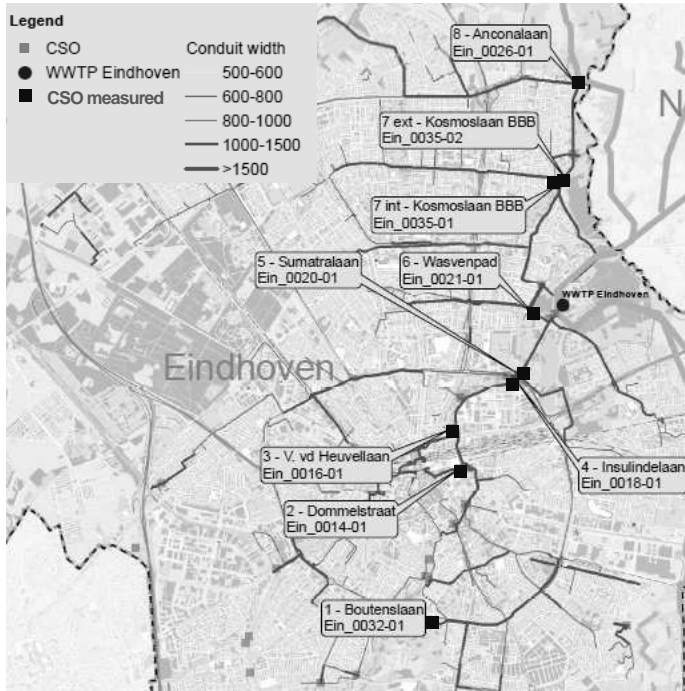 Legend
CSO
WWTP Eindhoven
CSO measured
Conduit width
500-600
600-800
800-1000
1000-1500
>1500
8 - Anconalaan
Ein_0026-01
N
7 ext - Kosmoslaan BBB
Ein_0035-02
7 int - Kosmoslaan BBB
Ein_0035-01
5 - Sumatralaan
Ein_0020-01
6 - Wasvenpad
Ein_0021-01
WWTP Eindhoven
Eindhoven
3 - V. vd Heuvellaan
Ein_0016-01
4 - Insulindelaan
Ein_0018-01
2 - Dommelstraat
Ein_0014-01
1 - Boutenslaan
Ein_0032-01